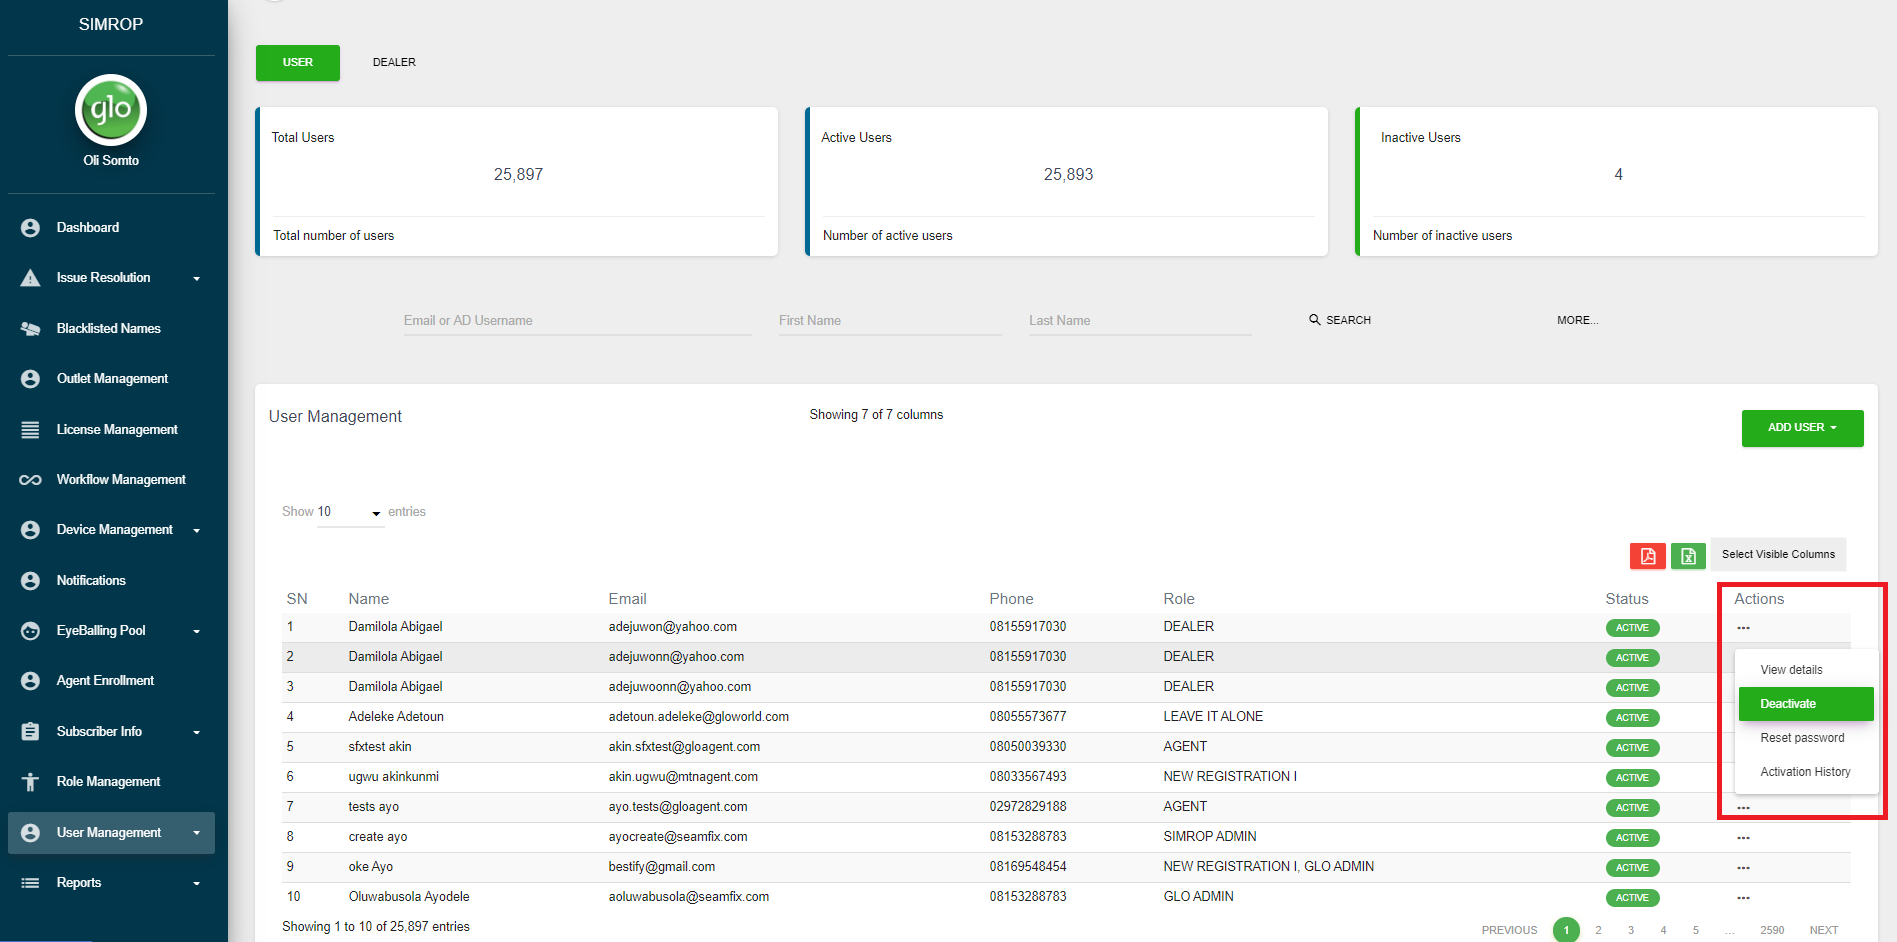 SIMROP
glo
Oli Somto
Dashboard
Issue Resolution
Blacklisted Names
Outlet Management
License Management
Workflow Management
Device Management
Notifications
EyeBalling Pool
Agent Enrollment
Subscriber Info
Role Management
User Management
Reports
USER DEALER
Total Users
25,897
Total number of users
Active Users
25,893
Number of active users
Inactive Users
4
Number of inactive users
Email or AD Username First Name Last Name SEARCH MORE...
User Management Showing 7 of 7 columns ADD USER
Show 10 entries
Select Visible Columns
SN Name Email Phone Role Status Actions
1 Damilola Abigael adejuwon@yahoo.com 08155917030 DEALER ACTIVE ...
2 Damilola Abigael adejuwonn@yahoo.com 08155917030 DEALER ACTIVE
3 Damilola Abigael adejuwoonn@yahoo.com 08155917030 DEALER ACTIVE
4 Adeleke Adetoun adetoun.adeleke@gloworld.com 08055573677 LEAVE IT ALONE ACTIVE
5 sfxtest akin akin.sfxtest@gloagent.com 08050039330 AGENT ACTIVE
6 ugwu akinkunmi akin.ugwu@mtnagent.com 08033567493 NEW REGISTRATION I ACTIVE
7 tests ayo ayo.tests@gloagent.com 02972829188 AGENT ACTIVE ...
8 create ayo ayocreate@seamfix.com 08153288783 SIMROP ADMIN ACTIVE ...
9 oke Ayo bestify@gmail.com 08169548454 NEW REGISTRATION I, GLO ADMIN ACTIVE ...
10 Oluwabusola Ayodele aoluwabusola@seamfix.com 08153288783 GLO ADMIN ACTIVE ...
View details
Deactivate
Reset password
Activation History
Showing 1 to 10 of 25,897 entries
PREVIOUS 1 2 3 4 5 ... 2590 NEXT